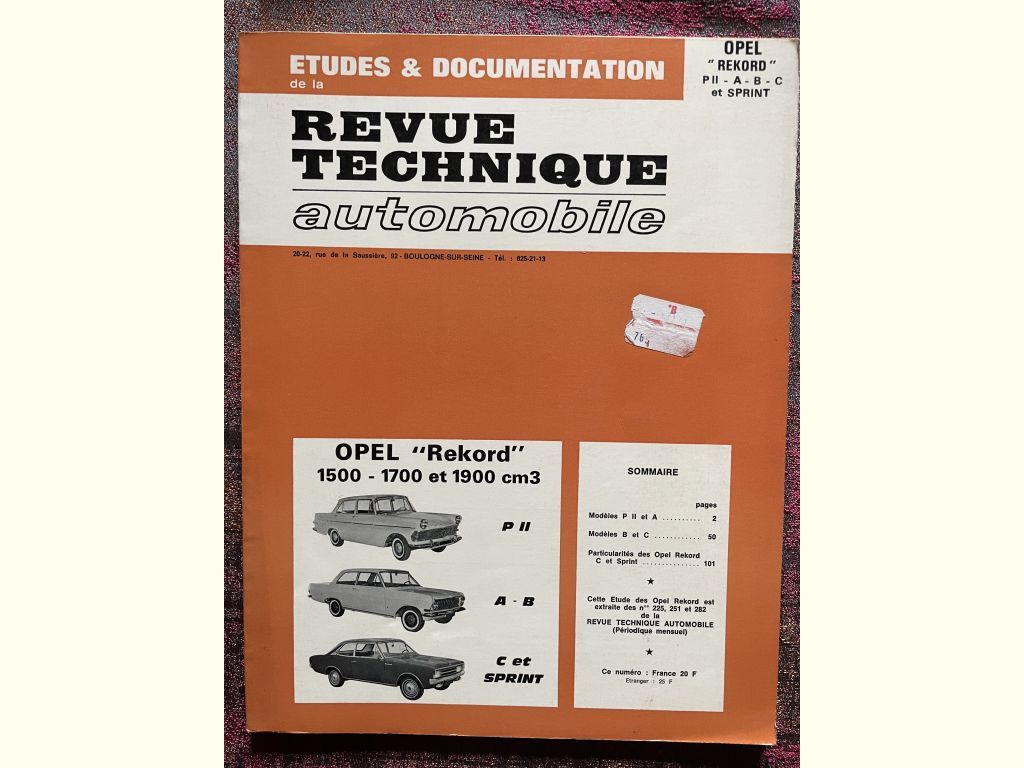 ETUDES & DOCUMENTATION
de la
OPEL
"REKORD"
P II - A - B - C
et SPRINT
REVUE
TECHNIQUE
automobile
20-22, rue de la Saussière, 92 - BOULOGNE-SUR-SEINE - Tél. : 825-21-13
OPEL "Rekord"
1500 - 1700 et 1900 cm3
P II
A - B
C et
SPRINT
SOMMAIRE
pages
Modèles P II et A .......... 2
Modèles B et C ............ 50
Particularités des Opel Rekord
C et Sprint ............... 101
★
Cette Etude des Opel Rekord est
extraite des n°° 225, 251 et 282
de la
REVUE TECHNIQUE AUTOMOBILE
(Périodique mensuel)
★
Ce numéro : France 20 F
Etranger : 25 F